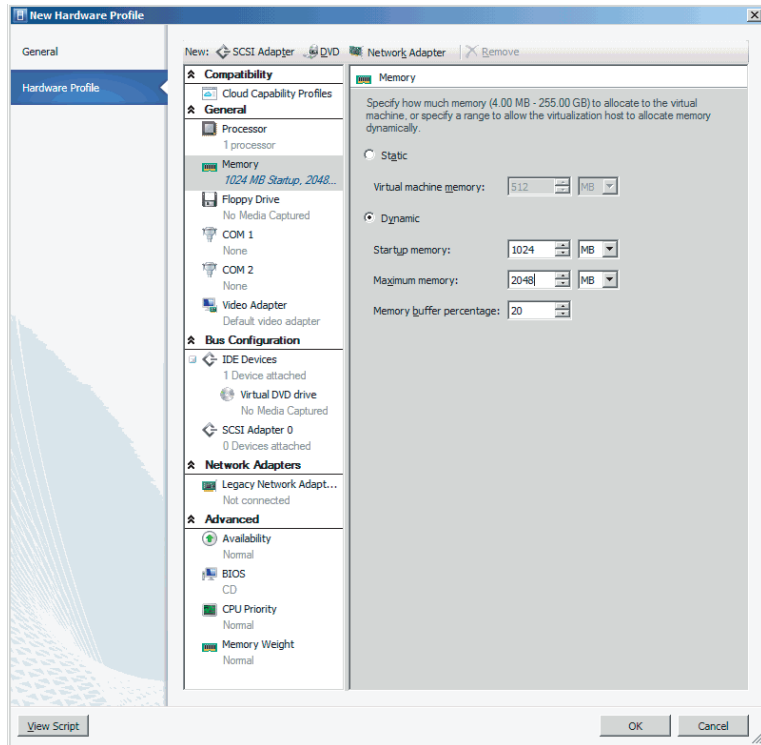 New Hardware Profile
General
Hardware Profile
New: SCSI Adapter DVD Network Adapter Remove
Compatibility
Cloud Capability Profiles
General
Processor
1 processor
Memory
1024 MB Startup, 2048...
Floppy Drive
No Media Captured
COM 1
None
COM 2
None
Video Adapter
Default video adapter
Bus Configuration
IDE Devices
1 Device attached
Virtual DVD drive
No Media Captured
SCSI Adapter 0
0 Devices attached
Network Adapters
Legacy Network Adapt...
Not connected
Advanced
Availability
Normal
BIOS
CD
CPU Priority
Normal
Memory Weight
Normal
Memory
Specify how much memory (4.00 MB - 255.00 GB) to allocate to the virtual
machine, or specify a range to allow the virtualization host to allocate memory
dynamically.
Static
Virtual machine memory: 512 MB
Dynamic
Startup memory: 1024 MB
Maximum memory: 2048 MB
Memory buffer percentage: 20
View Script
OK Cancel